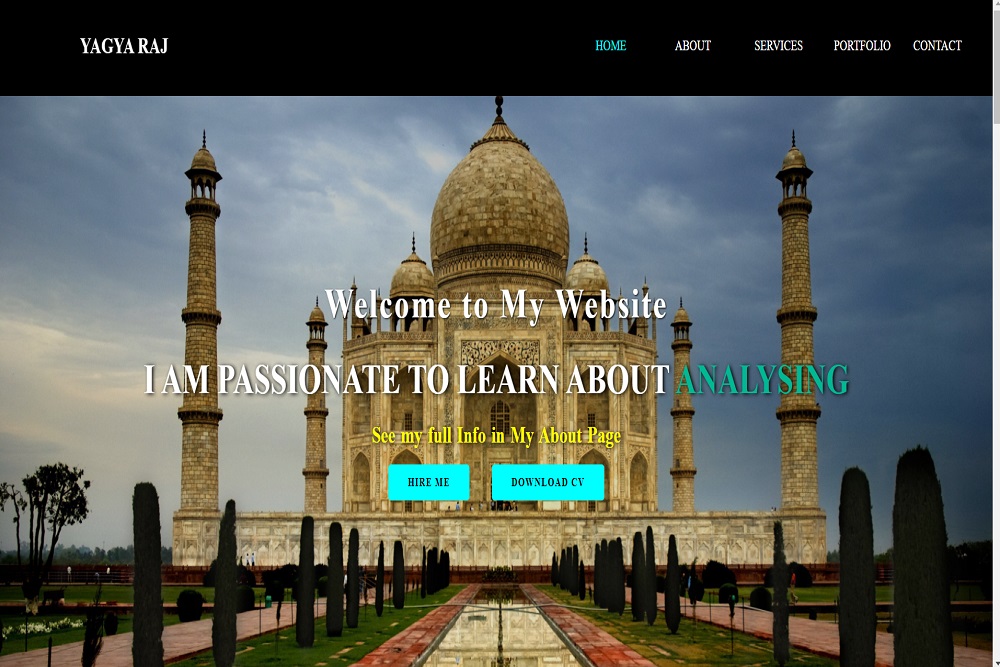 YAGYA RAJ
HOME ABOUT SERVICES PORTFOLIO CONTACT
Welcome to My Website
I AM PASSIONATE TO LEARN ABOUT ANALYSING
See my full Info in My About Page
HIRE ME DOWNLOAD CV